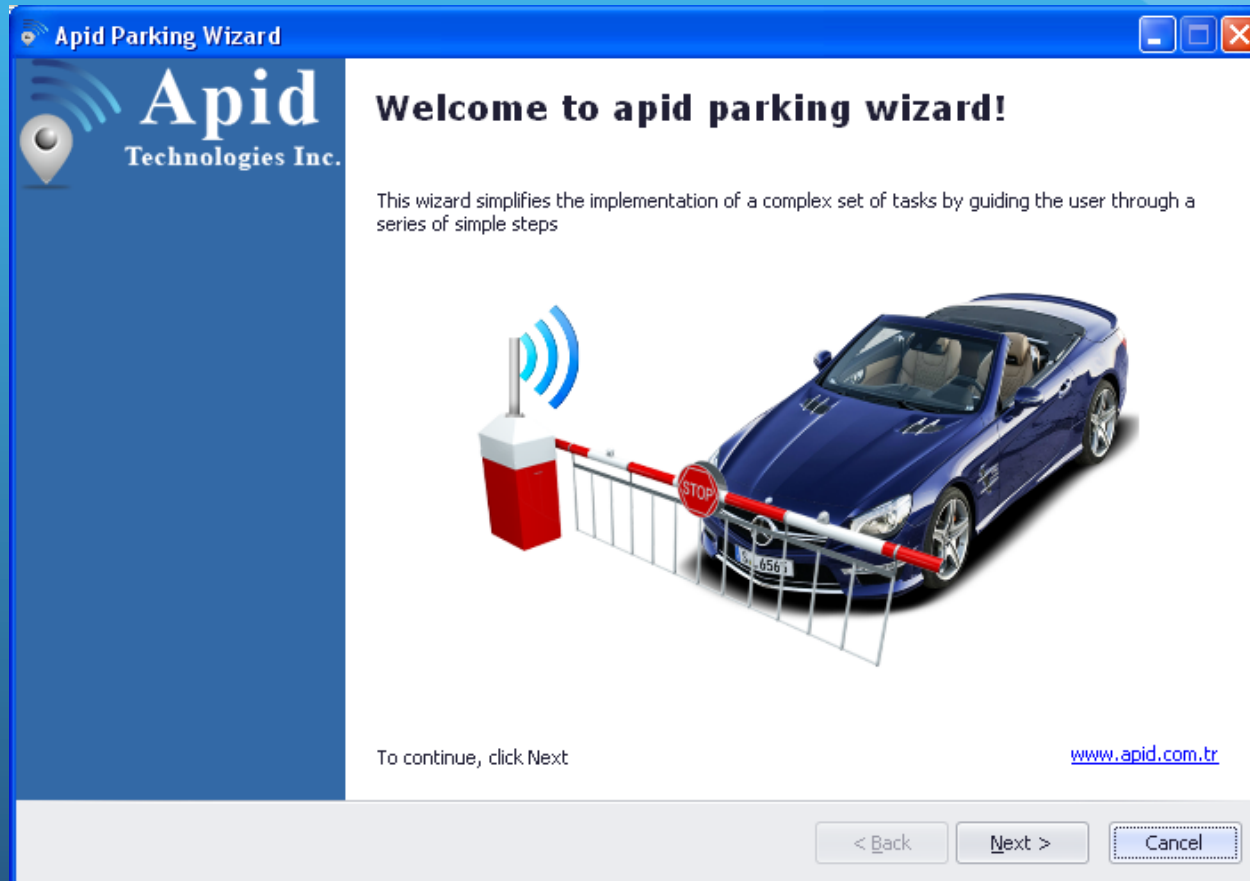 Apid Parking Wizard
Apid
Technologies Inc.
Welcome to apid parking wizard!
This wizard simplifies the implementation of a complex set of tasks by guiding the user through a
series of simple steps
STOP
To continue, click Next
www.apid.com.tr
< Back
Next >
Cancel